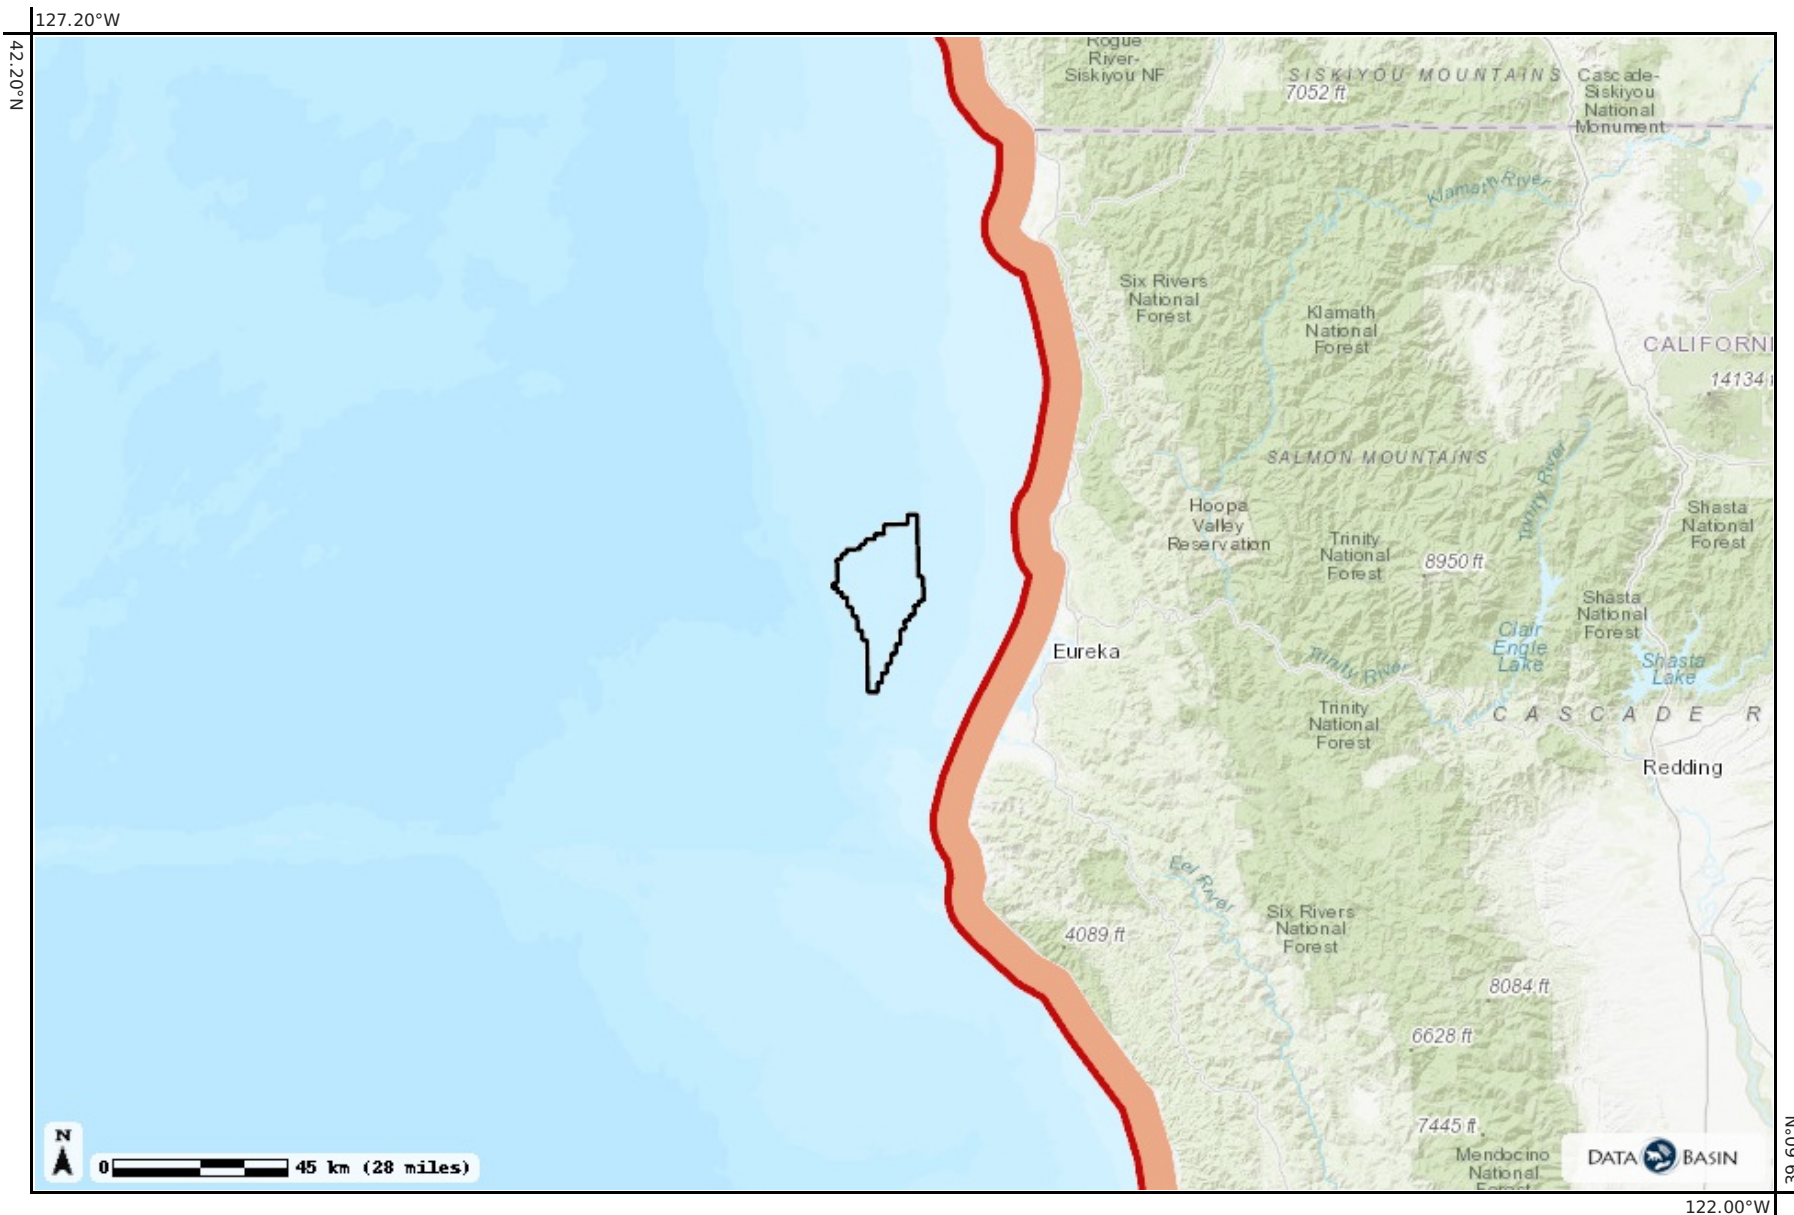 127.20°W
42.20°N
Rogue
River-
Siskiyou NF
SISKIYOU MOUNTAINS
7052 ft
Cascade-
Siskiyou
National
Monument
Klamath River
Six Rivers
National
Forest
Klamath
National
Forest
CALIFORNI
14134
SALMON MOUNTAINS
Trinity River
Hoopa
Valley
Reservation
Trinity
National
Forest
8950 ft
Shasta
National
Forest
Shasta
National
Forest
Clair
Engle
Lake
Eureka
Trinity River
Shasta
Lake
Trinity
National
Forest
CASCADE R
Redding
Eel River
Six Rivers
National
Forest
4089 ft
8084 ft
6628 ft
7445 ft
Mendocino
National
Forest
N
0 45 km (28 miles)
DATA BASIN
39.60°N
122.00°W